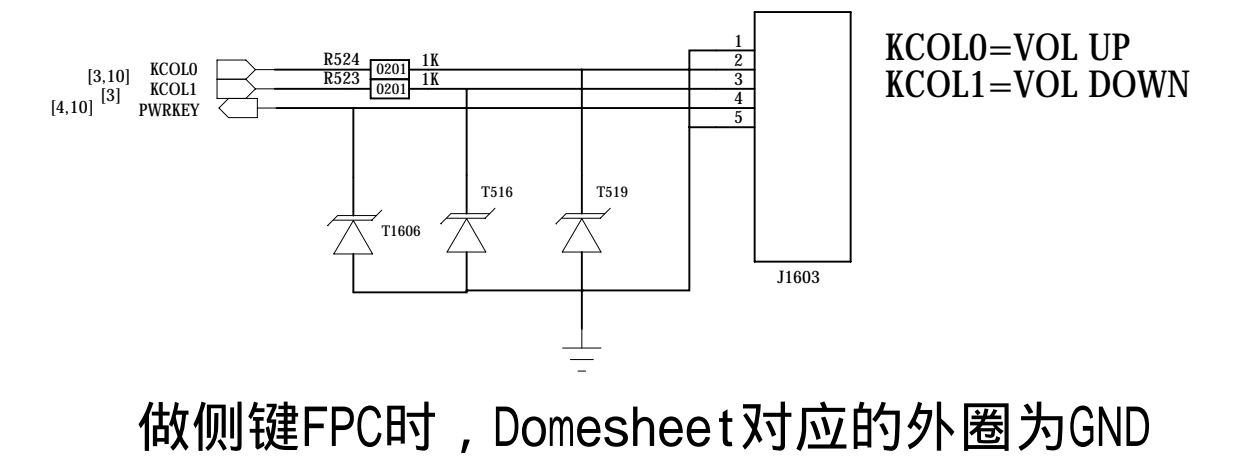 R524 0201 1K
[3,10] KCOL0
R523 0201 1K
[3] KCOL1
[4,10] PWRKEY
1
2
3
4
5
KCOL0=VOL UP
KCOL1=VOL DOWN
T1606
T516
T519
J1603
做侧键FPC时，Domesheet对应的外圈为GND